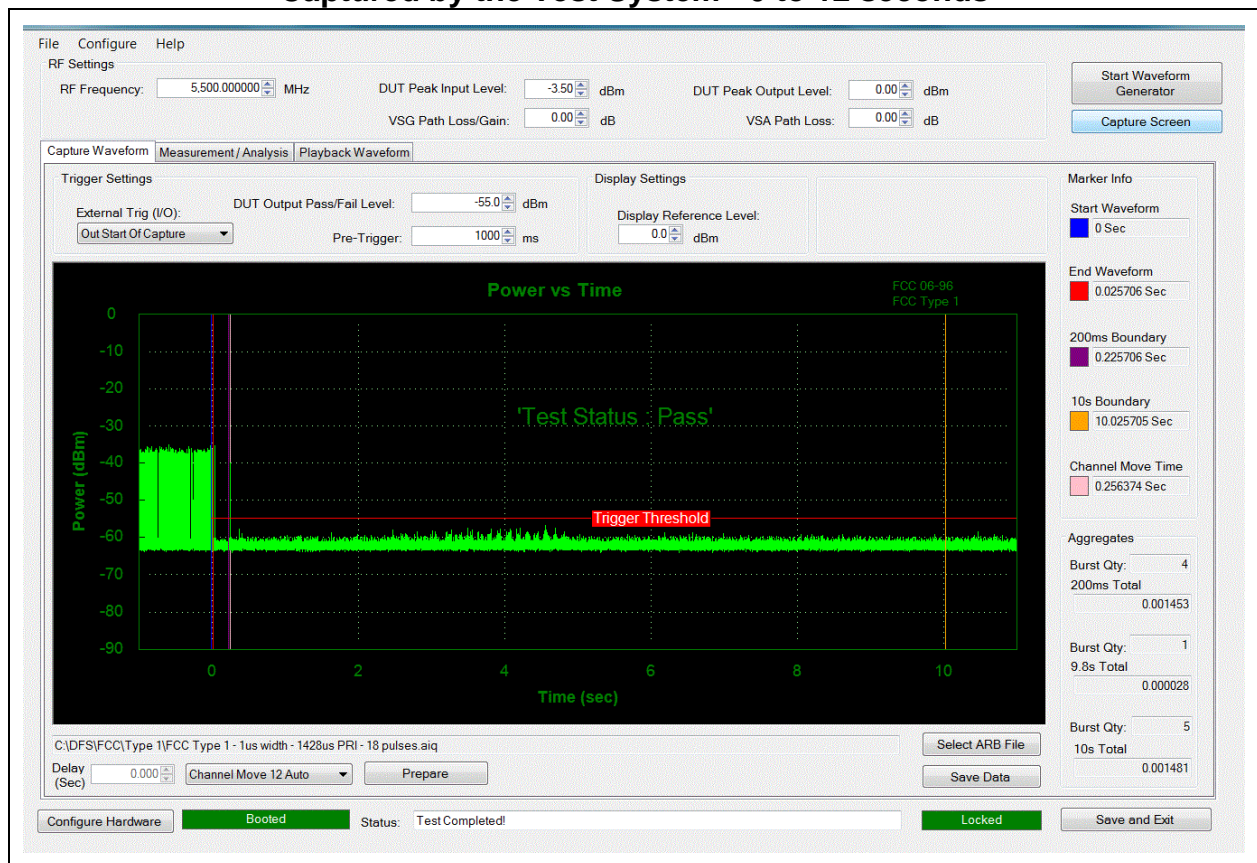 File Configure Help
RF Settings
RF Frequency: 5,500.000000 MHz
DUT Peak Input Level: -3.50 dBm
DUT Peak Output Level: 0.00 dBm
VSG Path Loss/Gain: 0.00 dB
VSA Path Loss: 0.00 dB
Start Waveform
Generator
Capture Screen
Capture Waveform Measurement / Analysis Playback Waveform
Trigger Settings
External Trig (I/O):
Out Start Of Capture
DUT Output Pass/Fail Level: -55.0 dBm
Pre-Trigger: 1000 ms
Display Settings
Display Reference Level:
0.0 dBm
Power vs Time
FCC 06-96
FCC Type 1
'Test Status : Pass'
Trigger Threshold
Power (dBm)
0
-10
-20
-30
-40
-50
-60
-70
-80
-90
0 2 4 6 8 10
Time (sec)
Marker Info
Start Waveform
0 Sec
End Waveform
0.025706 Sec
200ms Boundary
0.225706 Sec
10s Boundary
10.025705 Sec
Channel Move Time
0.256374 Sec
Aggregates
Burst Qty: 4
200ms Total
0.001453
Burst Qty: 1
9.8s Total
0.000028
Burst Qty: 5
10s Total
0.001481
C:\DFS\FCC\Type 1\FCC Type 1 - 1us width - 1428us PRI - 18 pulses.aiq
Select ARB File
Delay
(Sec) 0.000 Channel Move 12 Auto Prepare
Save Data
Configure Hardware Booted Status: Test Completed! Locked Save and Exit